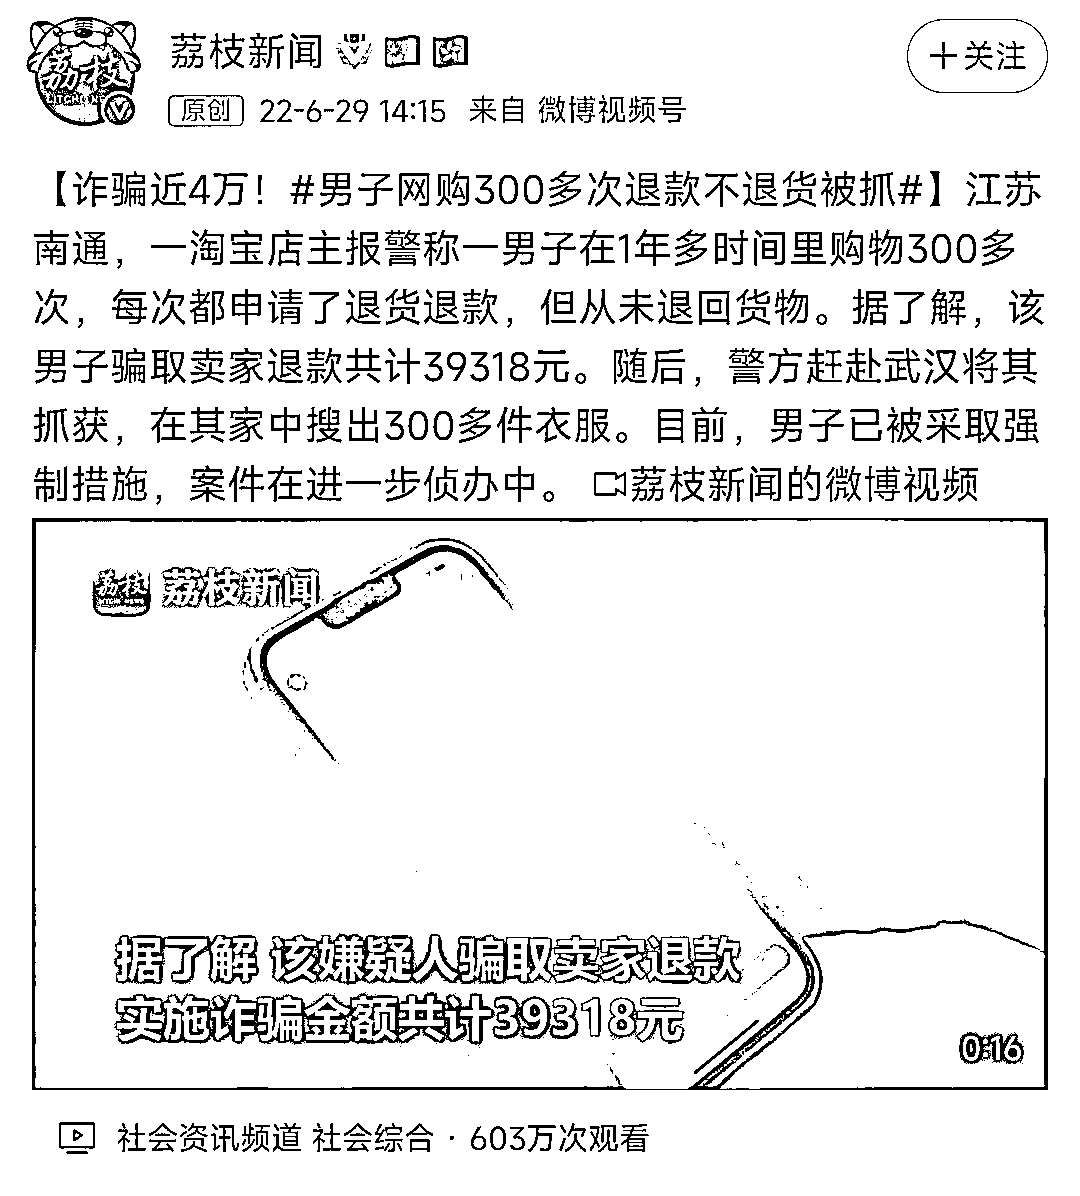 荔枝新闻
+关注
原创 22-6-29 14:15 来自 微博视频号
【诈骗近4万！#男子网购300多次退款不退货被抓#】江苏
南通，一淘宝店主报警称一男子在1年多时间里购物300多
次，每次都申请了退货退款，但从未退回货物。据了解，该
男子骗取卖家退款共计39318元。随后，警方赶赴武汉将其
抓获，在其家中搜出300多件衣服。目前，男子已被采取强
制措施，案件在进一步侦办中。 荔枝新闻的微博视频
荔枝 荔枝新闻
据了解 该嫌疑人骗取卖家退款
实施诈骗金额共计39318元
0:16
社会资讯频道 社会综合 · 603万次观看